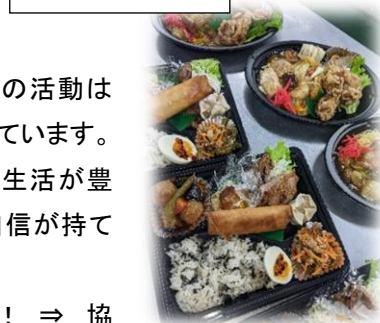 の活動は
ています。
生活が豊
信が持て
! ⇒ 協